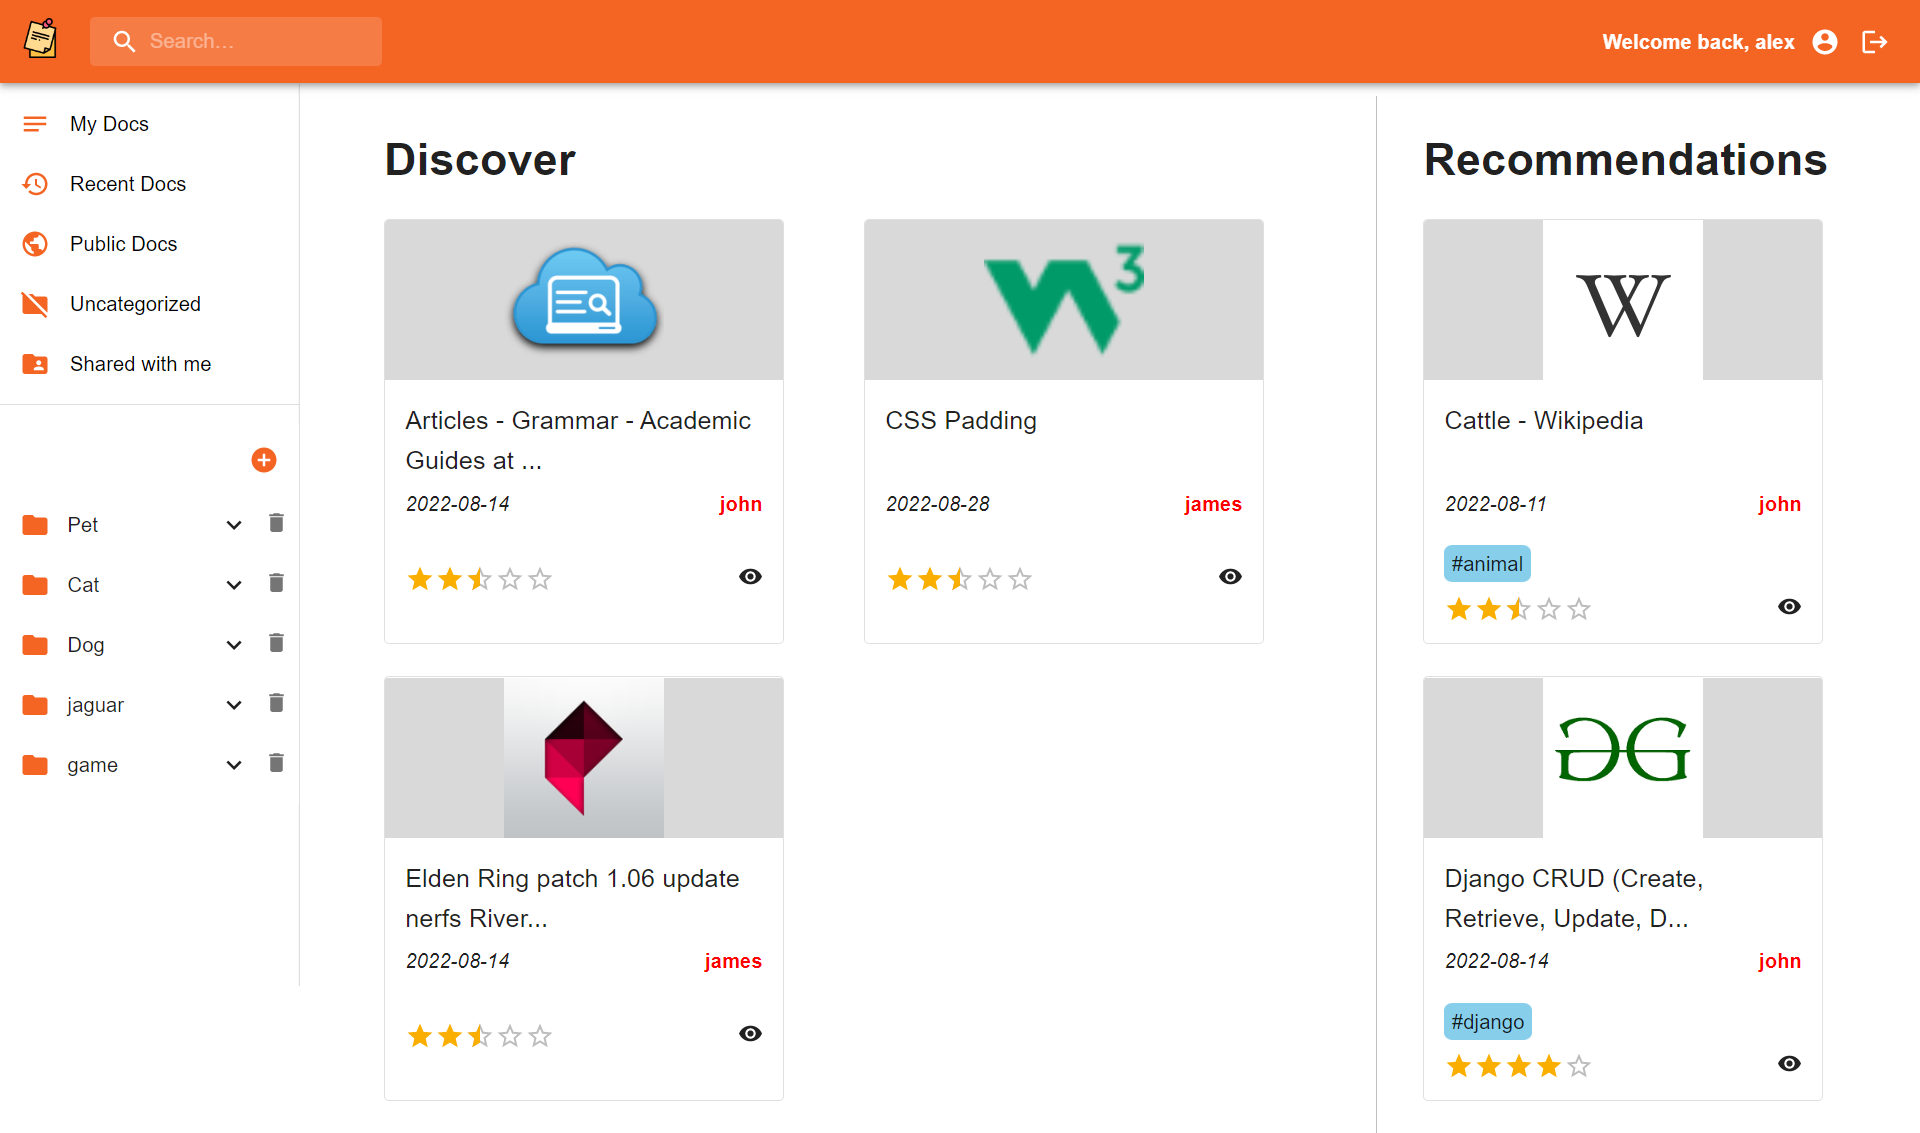 Search...
Welcome back, alex
My Docs
Recent Docs
Public Docs
Uncategorized
Shared with me
Pet
Cat
Dog
jaguar
game
Discover
Articles - Grammar - Academic
Guides at ...
2022-08-14 john
W3
CSS Padding
2022-08-28 james
Elden Ring patch 1.06 update
nerfs River...
2022-08-14 james
Recommendations
W
Cattle - Wikipedia
2022-08-11 john
#animal
GG
Django CRUD (Create,
Retrieve, Update, D...
2022-08-14 john
#django